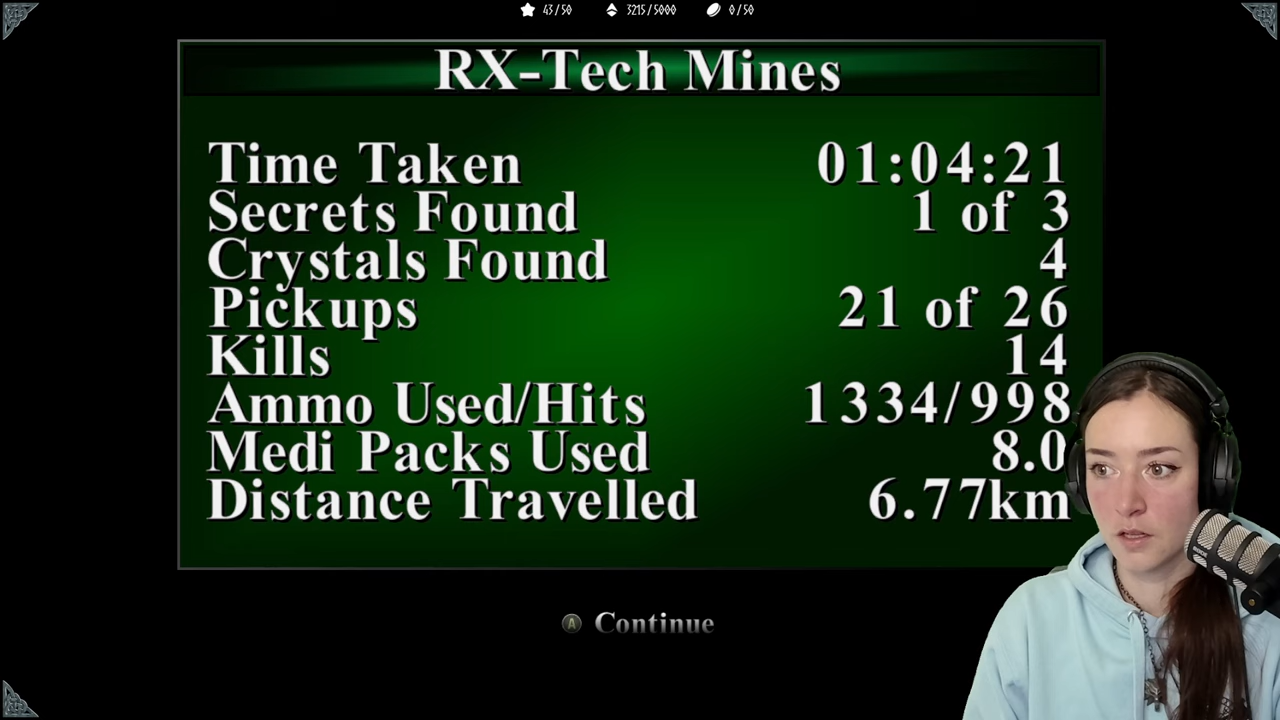 43/50 3215/5000 0/50
RX-Tech Mines
Time Taken 01:04:21
Secrets Found 1 of 3
Crystals Found 4
Pickups 21 of 26
Kills 14
Ammo Used/Hits 1334/998
Medi Packs Used 8.0
Distance Travelled 6.77km
A Continue